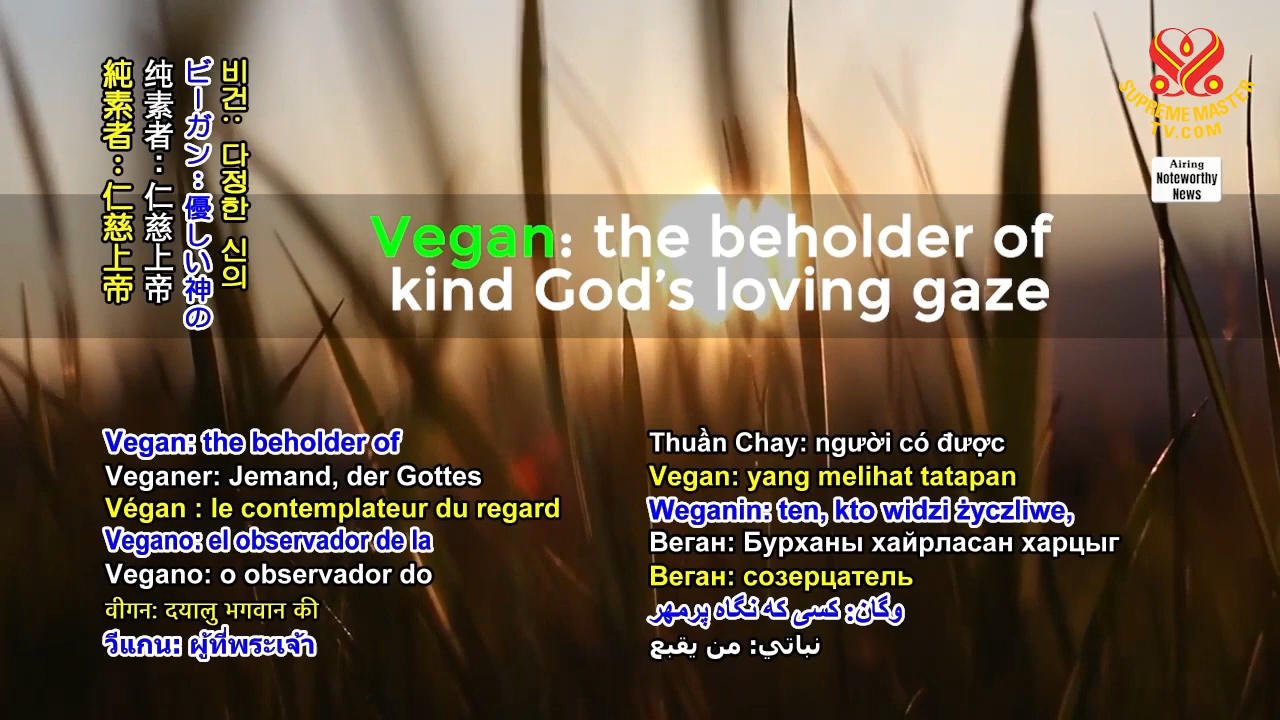 純素者：仁慈上帝
纯素者：仁慈上帝
ビーガン：優しい神の
비건: 다정한 신의
SUPREME MASTER
TV.COM
Airing
Noteworthy
News
Vegan: the beholder of
kind God's loving gaze
Vegan: the beholder of
Veganer: Jemand, der Gottes
Végan : le contemplateur du regard
Vegano: el observador de la
Vegano: o observador do
वीगन: दयालु भगवान की
วีแกน: ผู้ที่พระเจ้า
Thuần Chay: người có được
Vegan: yang melihat tatapan
Weganin: ten, kto widzi życzliwe,
Веган: Бурханы хайрласан харцыг
Веган: созерцатель
وگان: کسی که نگاه پرمهر
نباتي: من يقبع